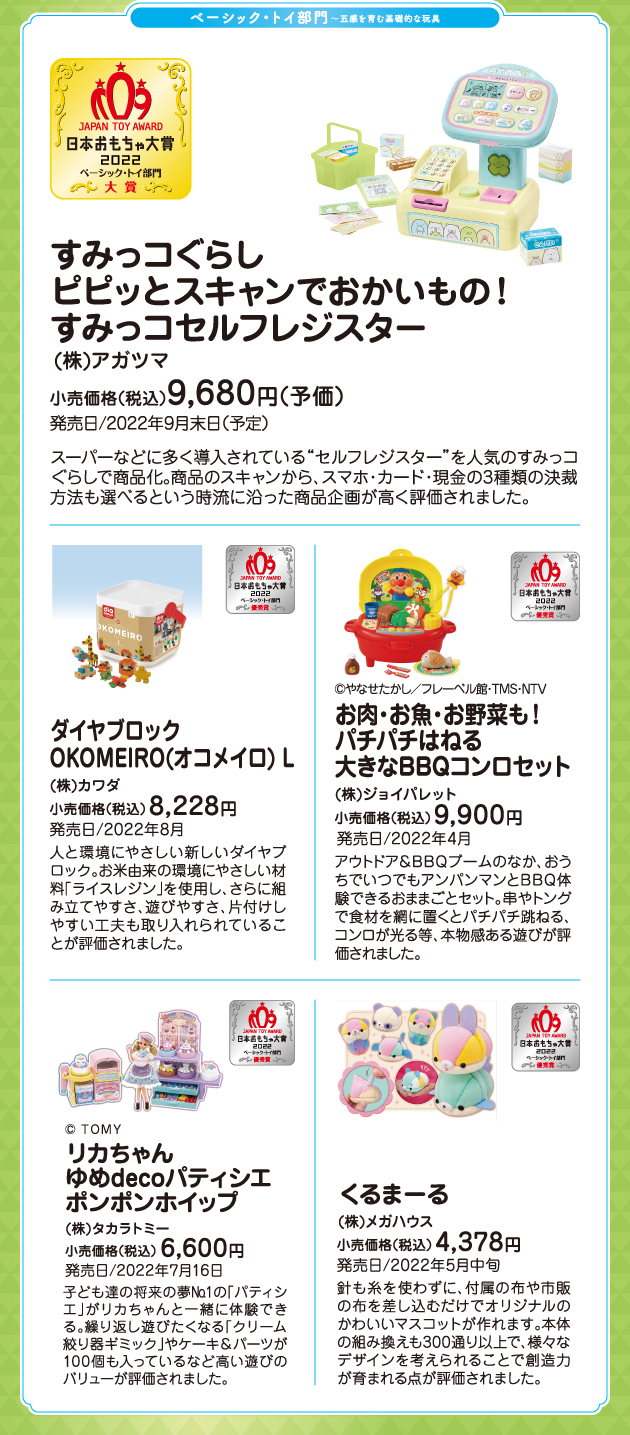 ベーシック・トイ部門 ～五感を育む基礎的な玩具
JAPAN TOY AWARD
日本おもちゃ大賞
2022
ベーシック・トイ部門
大賞
すみっコぐらし
ピピッとスキャンでおかいもの！
すみっコセルフレジスター
（株）アガツマ
小売価格（税込）9,680円（予価）
発売日/2022年9月末日（予定）
スーパーなどに多く導入されている“セルフレジスター”を人気のすみっコ
ぐらしで商品化。商品のスキャンから、スマホ・カード・現金の3種類の決裁
方法も選べるという時流に沿った商品企画が高く評価されました。
JAPAN TOY AWARD
日本おもちゃ大賞
2022
ベーシック・トイ部門
優秀賞
dia
OKOMEIRO
ダイヤブロック
OKOMEIRO(オコメイロ) L
（株）カワダ
小売価格（税込）8,228円
発売日/2022年8月
人と環境にやさしい新しいダイヤブ
ロック。お米由来の環境にやさしい材
料「ライスレジン」を使用し、さらに組
み立てやすさ、遊びやすさ、片付けし
やすい工夫も取り入れられているこ
とが評価されました。
JAPAN TOY AWARD
日本おもちゃ大賞
2022
ベーシック・トイ部門
優秀賞
©やなせたかし／フレーベル館・TMS・NTV
お肉・お魚・お野菜も！
パチパチはねる
大きなBBQコンロセット
（株）ジョイパレット
小売価格（税込）9,900円
発売日/2022年4月
アウトドア&BBQブームのなか、おう
ちでいつでもアンパンマンとBBQ体
験できるおままごとセット。串やトング
で食材を網に置くとパチパチ跳ねる、
コンロが光る等、本物感ある遊びが評
価されました。
JAPAN TOY AWARD
日本おもちゃ大賞
2022
ベーシック・トイ部門
優秀賞
© TOMY
リカちゃん
ゆめdecoパティシエ
ポンポンホイップ
（株）タカラトミー
小売価格（税込）6,600円
発売日/2022年7月16日
子ども達の将来の夢№1の「パティシ
エ」がリカちゃんと一緒に体験でき
る。繰り返し遊びたくなる「クリーム
絞り器ギミック」やケーキ＆パーツが
100個も入っているなど高い遊びの
バリューが評価されました。
JAPAN TOY AWARD
日本おもちゃ大賞
2022
ベーシック・トイ部門
優秀賞
くるまーる
（株）メガハウス
小売価格（税込）4,378円
発売日/2022年5月中旬
針も糸を使わずに、付属の布や市販
の布を差し込むだけでオリジナルの
かわいいマスコットが作れます。本体
の組み換えも300通り以上で、様々な
デザインを考えられることで創造力
が育まれる点が評価されました。